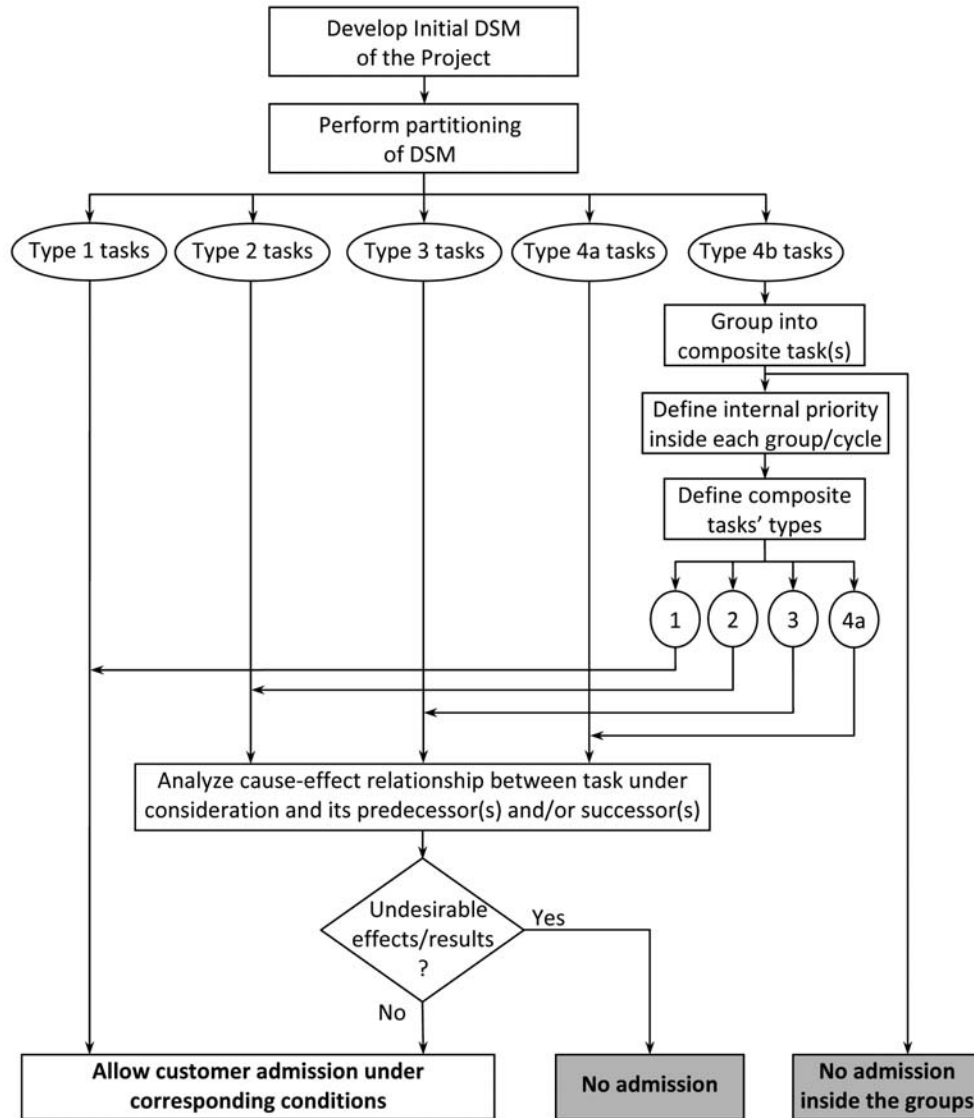 Develop Initial DSM
of the Project
Perform partitioning
of DSM
Type 1 tasks
Type 2 tasks
Type 3 tasks
Type 4a tasks
Type 4b tasks
Group into
composite task(s)
Define internal priority
inside each group/cycle
Define composite
tasks' types
1
2
3
4a
Analyze cause-effect relationship between task under
consideration and its predecessor(s) and/or successor(s)
Undesirable
effects/results
?
Yes
No
Allow customer admission under
corresponding conditions
No admission
No admission
inside the groups